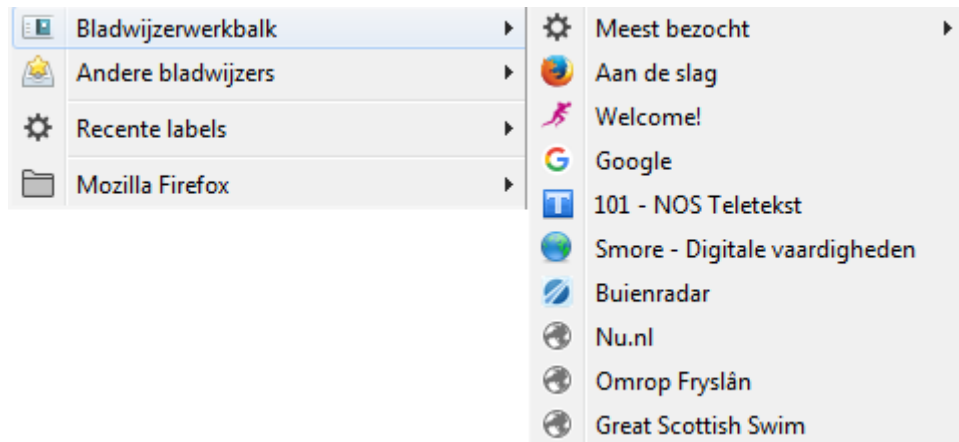 Bladwijzerwerkbalk
Andere bladwijzers
Recente labels
Mozilla Firefox
Meest bezocht
Aan de slag
Welcome!
Google
101 - NOS Teletekst
Smore - Digitale vaardigheden
Buienradar
Nu.nl
Omrop Fryslân
Great Scottish Swim